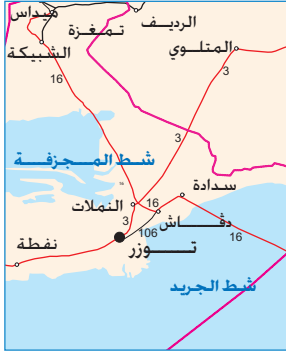 ميداس
الرديف
تمغزة
الشبيكة
المتلوي
3
16
3
شط المجزفة
16
سدادة
النملات
16
3
دقاش
106
16
نفطة
توزر
شط الجريد